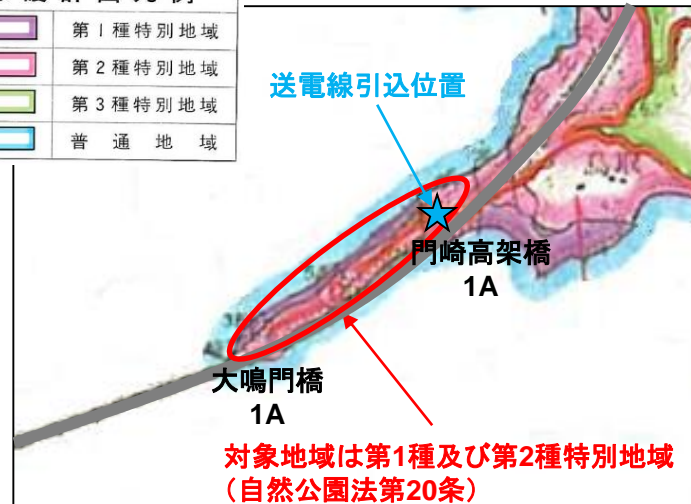 第1種特別地域
第2種特別地域
第3種特別地域
普通地域
送電線引込位置
門崎高架橋
1A
大鳴門橋
1A
対象地域は第1種及び第2種特別地域
（自然公園法第20条）